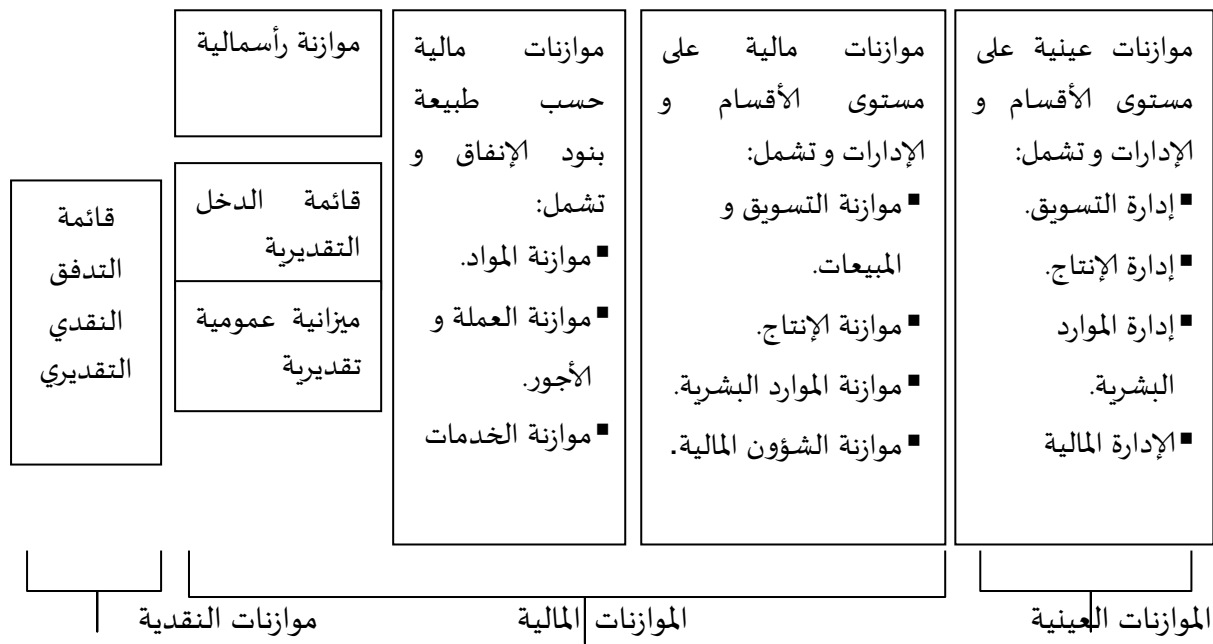 موازنات عينية على
مستوى الأقسام و
الإدارات و تشمل:
▪إدارة التسويق.
▪إدارة الإنتاج.
▪إدارة الموارد
البشرية.
▪الإدارة المالية
موازنات مالية على
مستوى الأقسام و
الإدارات و تشمل:
▪موازنة التسويق و
المبيعات.
▪موازنة الإنتاج.
▪موازنة الموارد البشرية.
▪موازنة الشؤون المالية.
موازنات مالية
حسب طبيعة
بنود الإنفاق و
تشمل:
▪موازنة المواد.
▪موازنة العملة و
الأجور.
▪موازنة الخدمات
موازنة رأسمالية
قائمة الدخل
التقديرية
ميزانية عمومية
تقديرية
قائمة
التدفق
النقدي
التقديري
الموازنات العينية
الموازنات المالية
موازنات النقدية